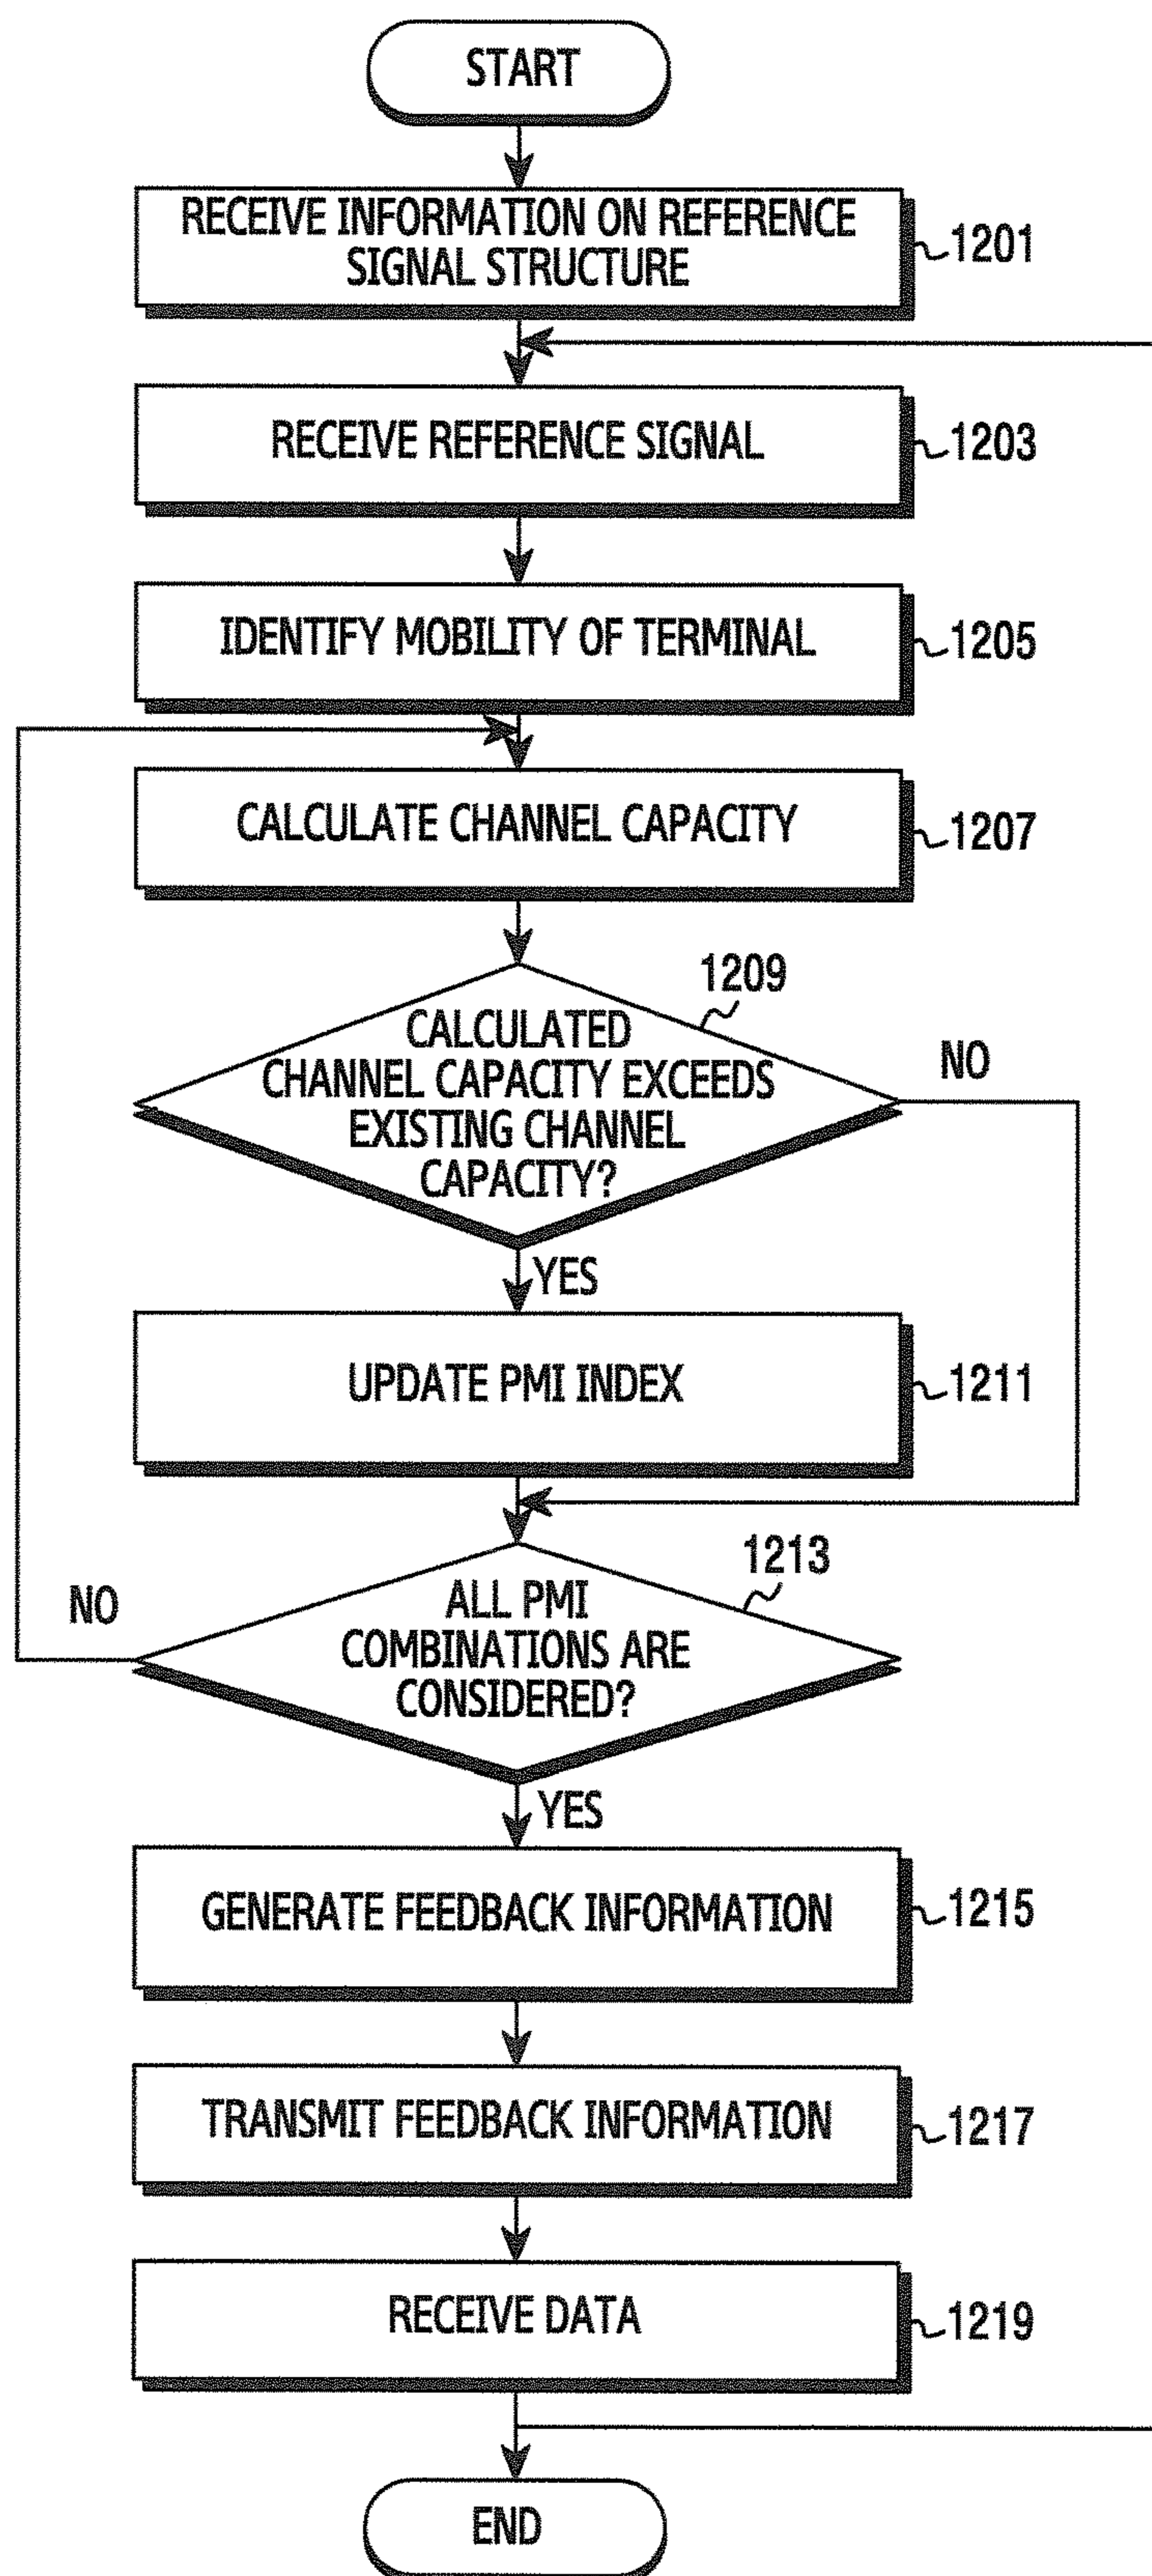 START
RECEIVE INFORMATION ON REFERENCE
SIGNAL STRUCTURE
1201
RECEIVE REFERENCE SIGNAL
1203
IDENTIFY MOBILITY OF TERMINAL
1205
CALCULATE CHANNEL CAPACITY
1207
1209
CALCULATED
CHANNEL CAPACITY EXCEEDS
EXISTING CHANNEL
CAPACITY?
NO
YES
UPDATE PMI INDEX
1211
1213
ALL PMI
COMBINATIONS ARE
CONSIDERED?
NO
YES
GENERATE FEEDBACK INFORMATION
1215
TRANSMIT FEEDBACK INFORMATION
1217
RECEIVE DATA
1219
END